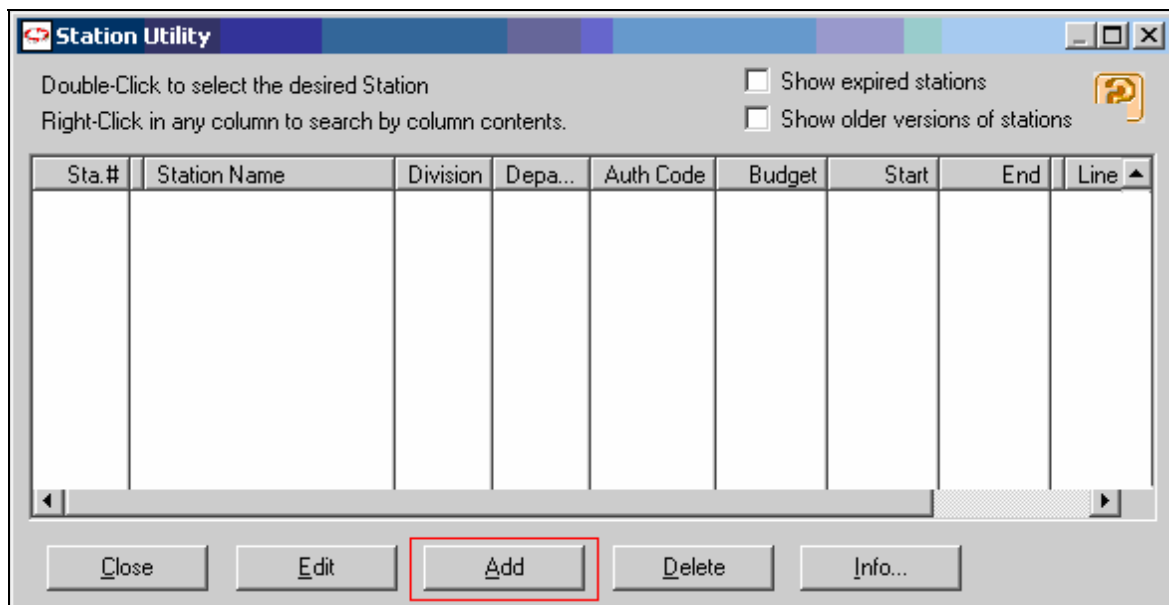 Station Utility
Double-Click to select the desired Station
Show expired stations
Right-Click in any column to search by column contents.
Show older versions of stations
Sta.# Station Name Division Depa... Auth Code Budget Start End Line
Close Edit Add Delete Info...